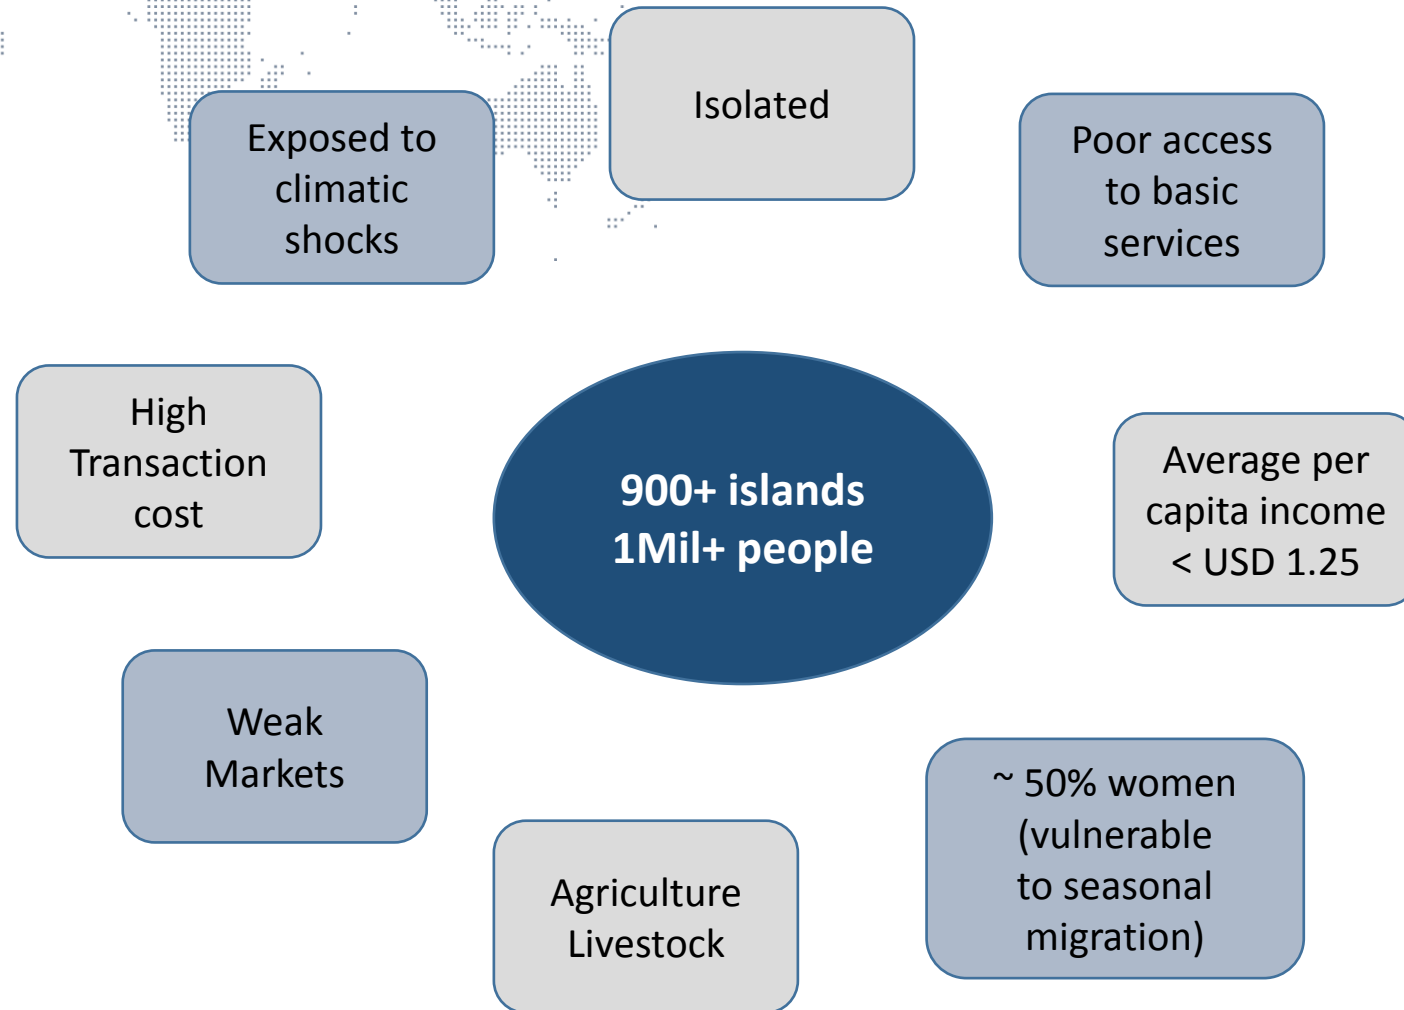 Isolated
Exposed to
climatic
shocks
Poor access
to basic
services
High
Transaction
cost
900+ islands
1Mil+ people
Average per
capita income
< USD 1.25
Weak
Markets
~ 50% women
(vulnerable
to seasonal
migration)
Agriculture
Livestock